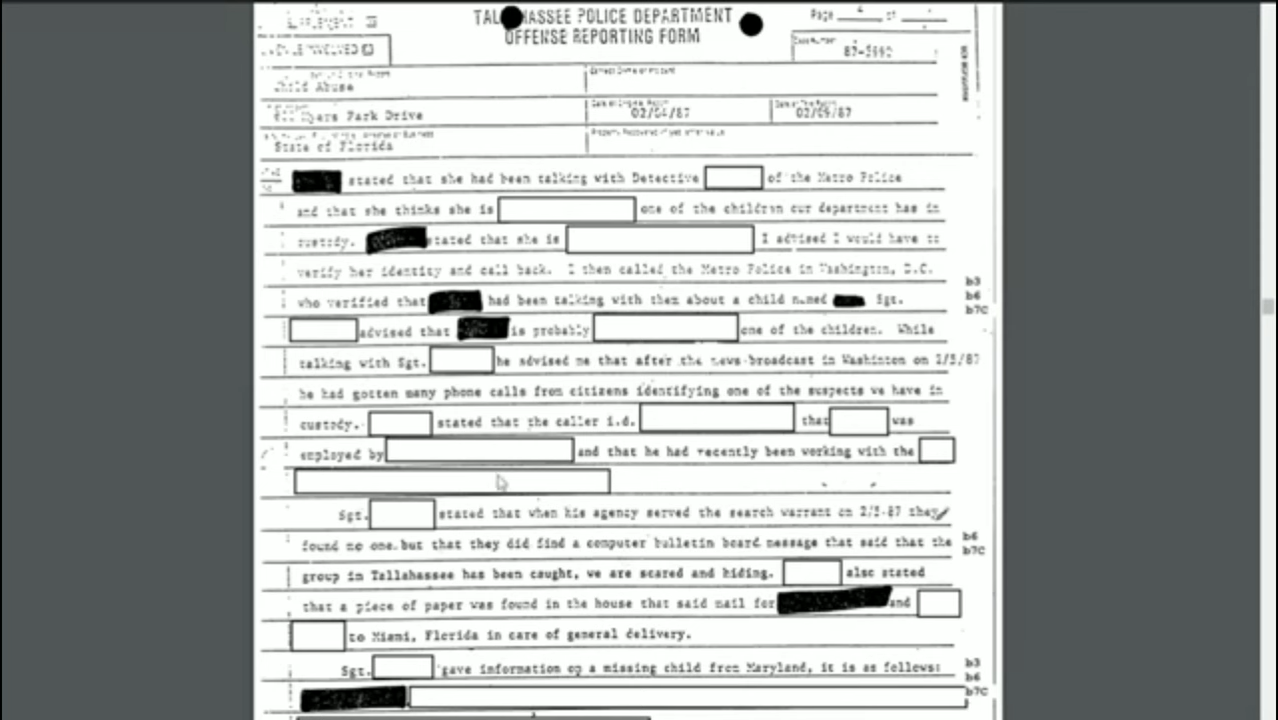 TALLAHASSEE POLICE DEPARTMENT
Page 4 of
SUPPLEMENT
OFFENSE REPORTING FORM
Case Number
Child Abuse
Park Drive
02/04/87
State of Florida
stated that she had been talking with Detective of the Metro Police
and that she thinks she is one of the children our department has in
custody. stated that she is I advised I would have to
verify her identity and call back. I then called the Metro Police in Washington, D.C.
b3
who verified that had been talking with them about a child named Sgt.
b6
b7C
advised that is probably one of the children. While
talking with Sgt. he advised me that after the news broadcast in Washinton on 2/5/87
he had gotten many phone calls from citizens identifying one of the suspects we have in
custody. stated that the caller i.d. that was
employed by and that he had recently been working with the
Sgt. stated that when his agency served the search warrant on 2/5-87 they
found no one but that they did find a computer bulletin board message that said that the
b6
b7C
group in Tallahassee has been caught, we are scared and hiding. also stated
that a piece of paper was found in the house that said mail for and
to Miami, Florida in care of general delivery.
Sgt. gave information on a missing child from Maryland, it is as follows:
b3
b6
b7C